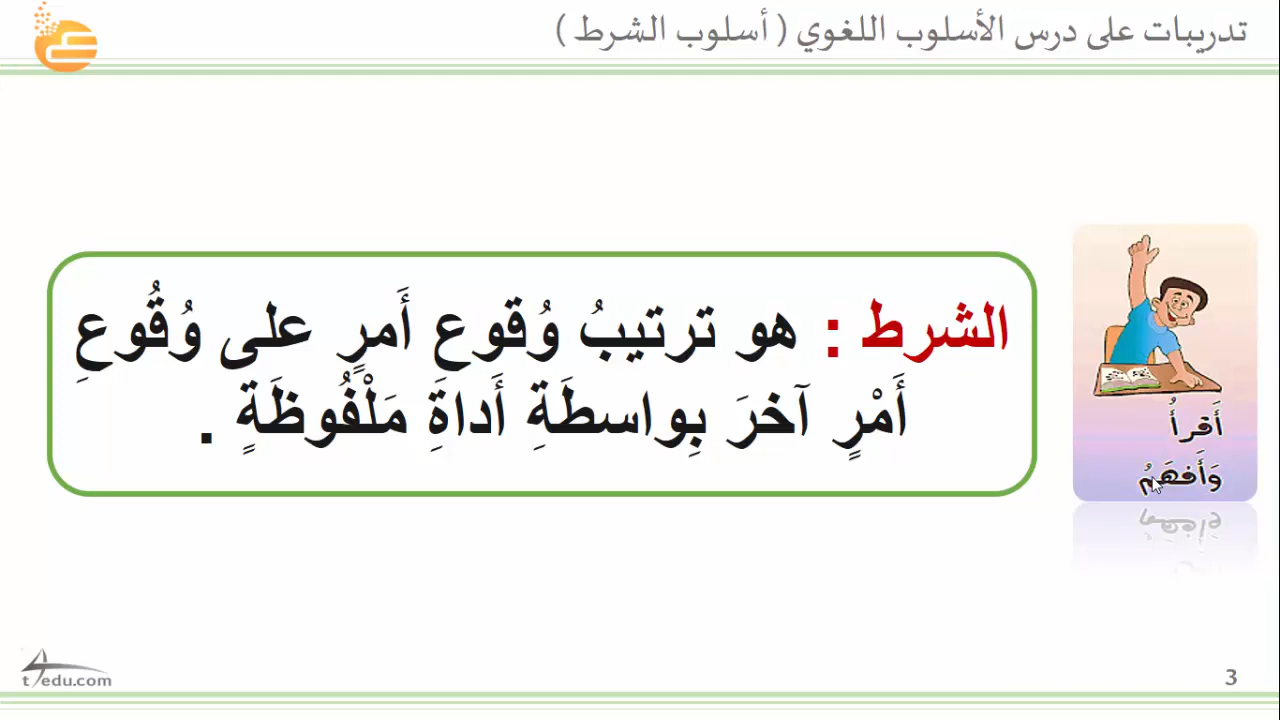 تدريبات على درس الأسلوب اللغوي ( أسلوب الشرط )
الشرط : هو ترتيبُ وُقوعِ أَمرٍ على وُقُوعِ
أَمْرٍ آخرَ بِواسطَةِ أَداةَِ مَلْفُوظَةٍ .
أَقرأُ
وَأَفهَمُ
t4edu.com
3